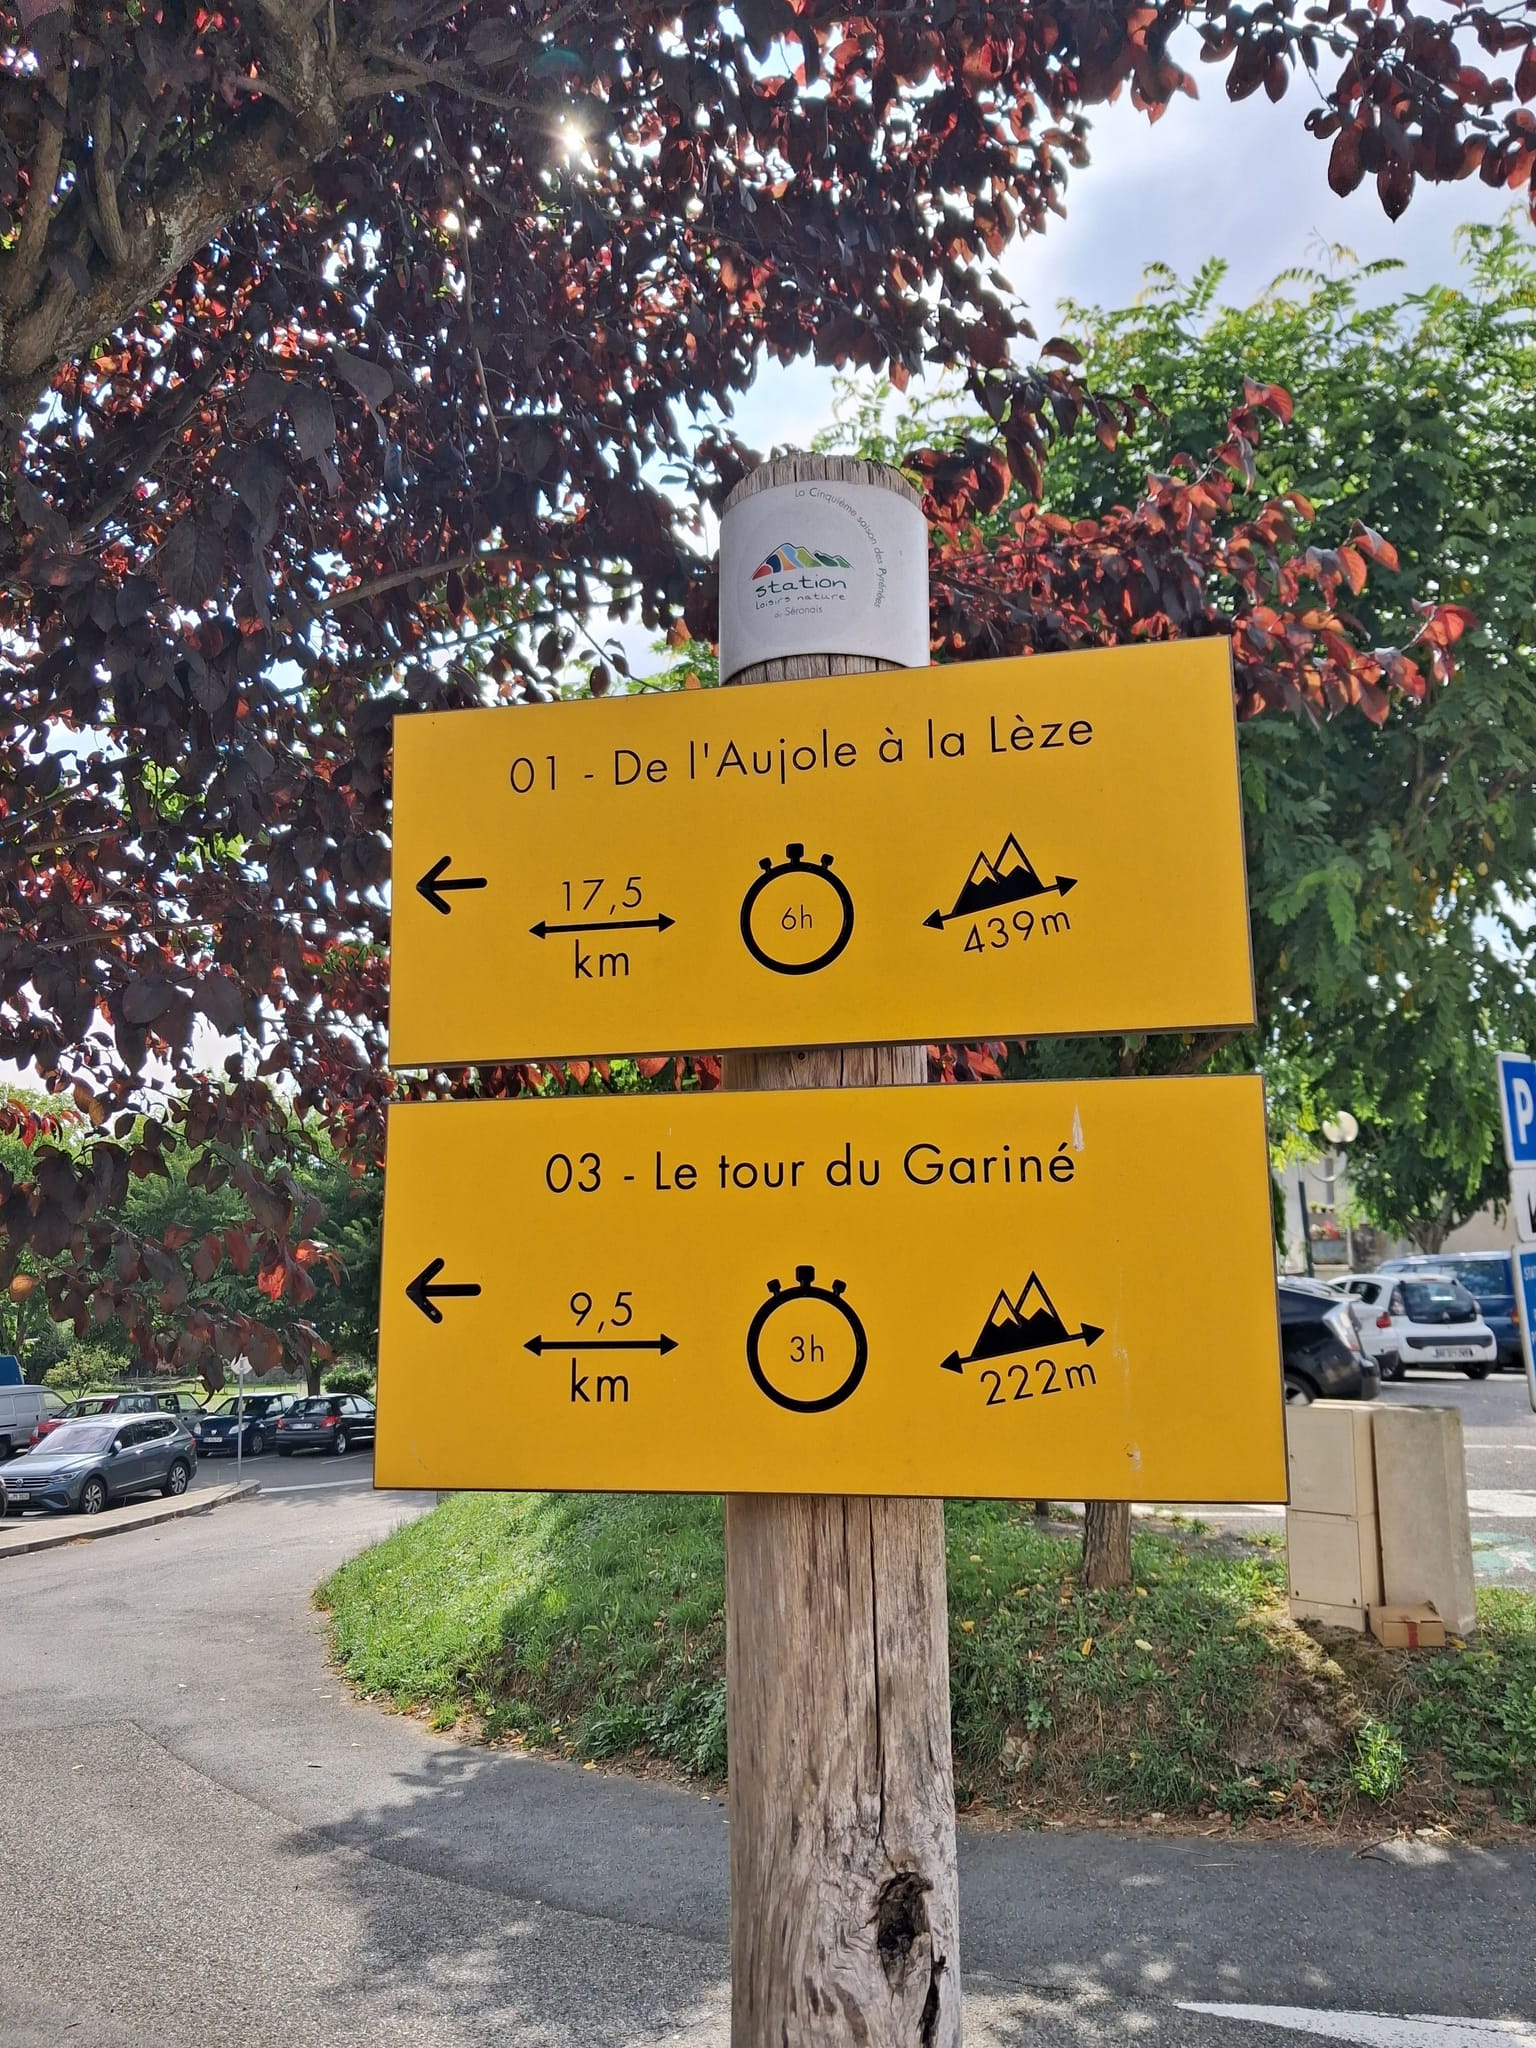 La Cinquième saison des Pyrénées
station
loisirs nature
du Séronais
01 - De l'Aujole à la Lèze
17,5
km
6h
439m
03 - Le tour du Gariné
9,5
km
3h
222m
P